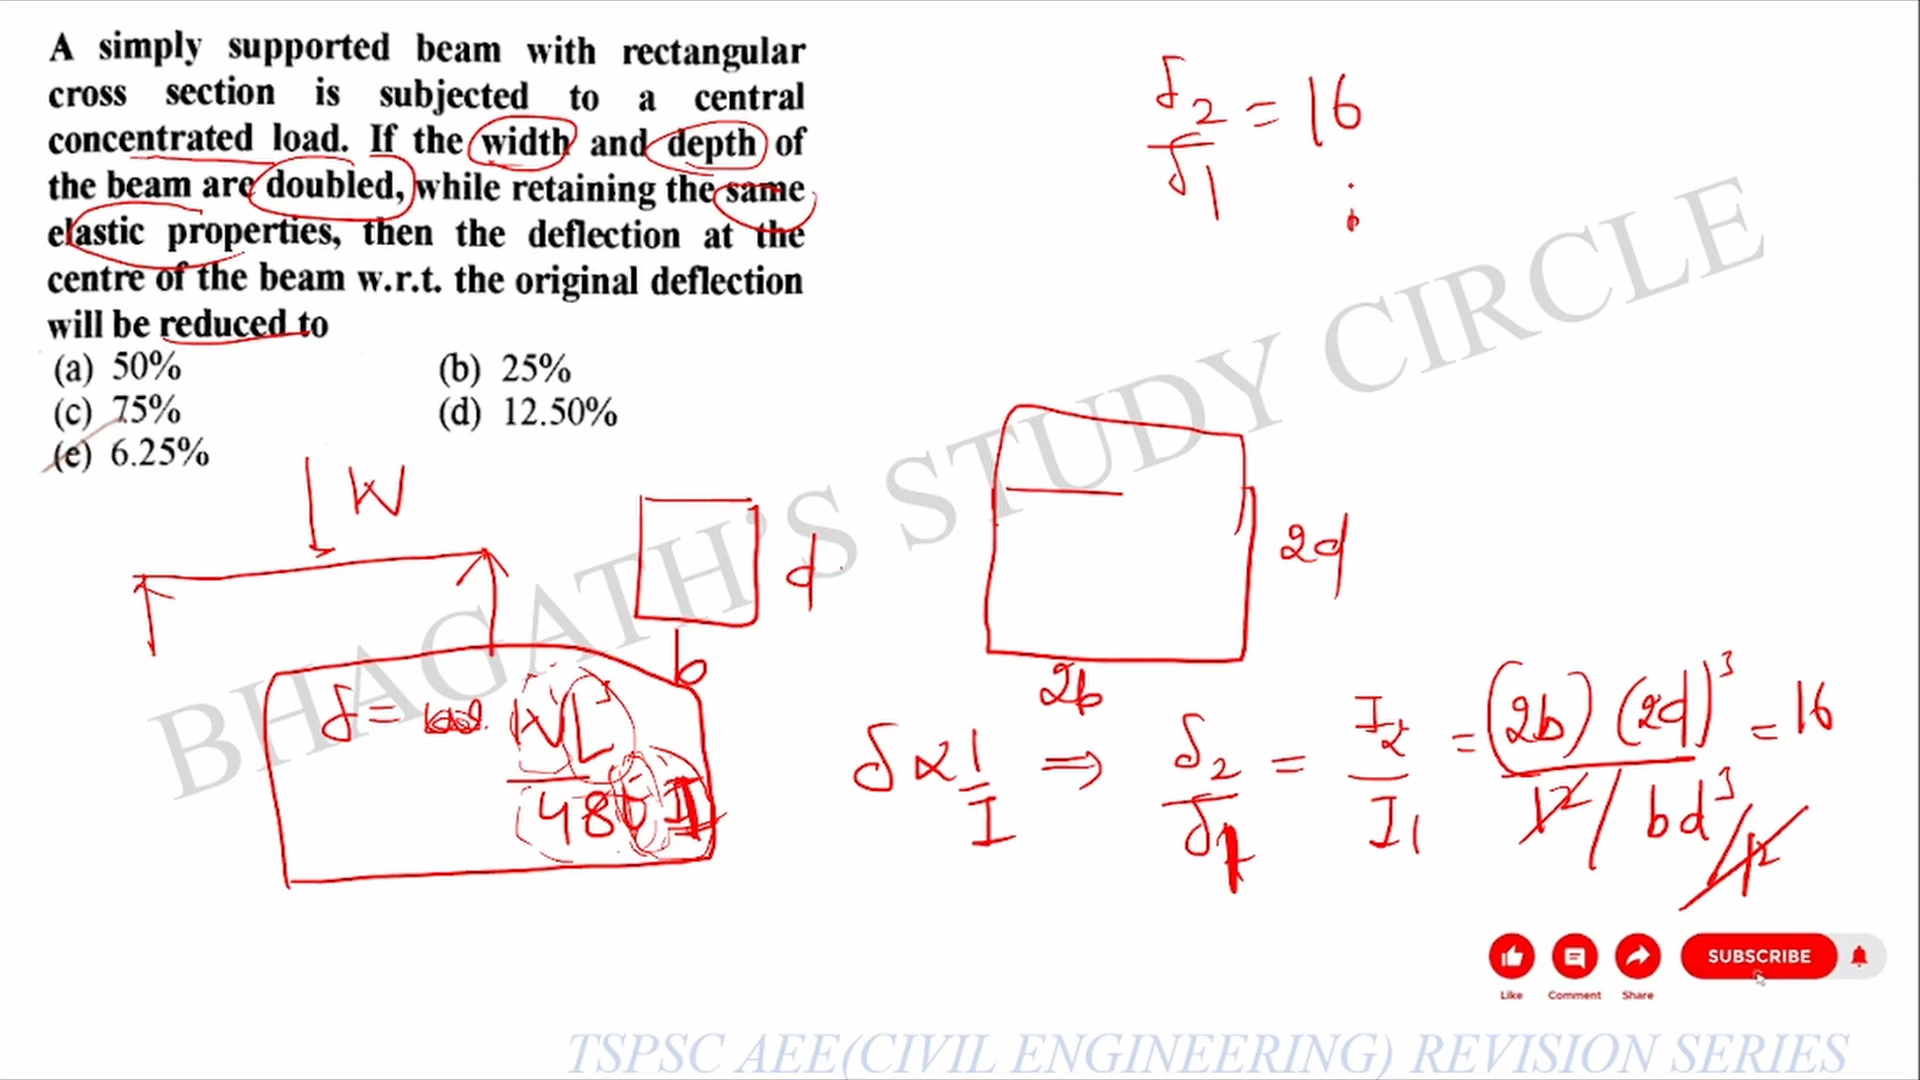 A simply supported beam with rectangular
cross section is subjected to a central
concentrated load. If the width and depth of
the beam are doubled, while retaining the same
elastic properties, then the deflection at the
centre of the beam w.r.t. the original deflection
will be reduced to
(a) 50%
(b) 25%
(c) 75%
(d) 12.50%
(e) 6.25%
δ2/δ1 = 16
W
d
b
2d
2b
δ = WL³/48EI
δ ∝ 1/I ⇒ δ2/δ1 = I2/I1 = (2b)(2d)³/12 / bd³/12 = 16
BHAGATH'S STUDY CIRCLE
SUBSCRIBE
Like Comment Share
TSPSC AEE(CIVIL ENGINEERING) REVISION SERIES